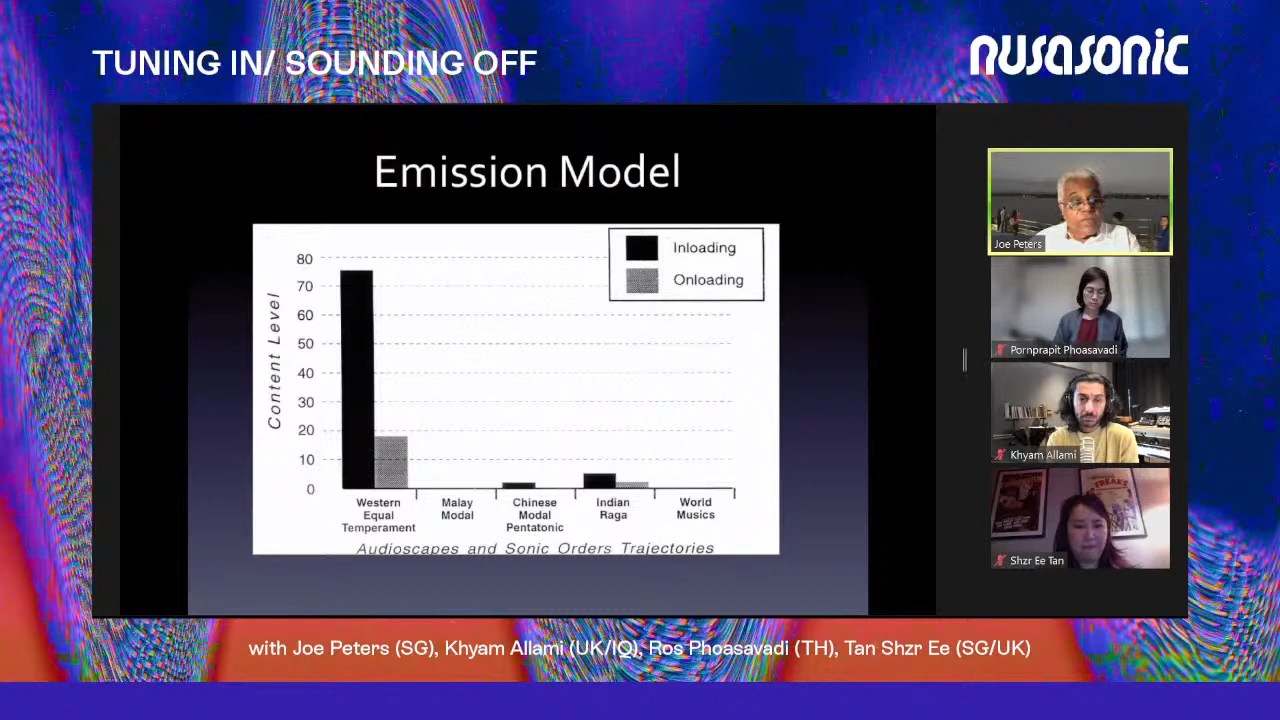 TUNING IN/ SOUNDING OFF
nusasonic
Emission Model
Inloading
Onloading
Content Level
80
70
60
50
40
30
20
10
0
Western
Equal
Temperament
Malay
Modal
Chinese
Modal
Pentatonic
Indian
Raga
World
Musics
Audioscapes and Sonic Orders Trajectories
Joe Peters
Pornprapit Phoasavadi
Khyam Allami
FREAKS
Shzr Ee Tan
with Joe Peters (SG), Khyam Allami (UK/IQ), Ros Phoasavadi (TH), Tan Shzr Ee (SG/UK)